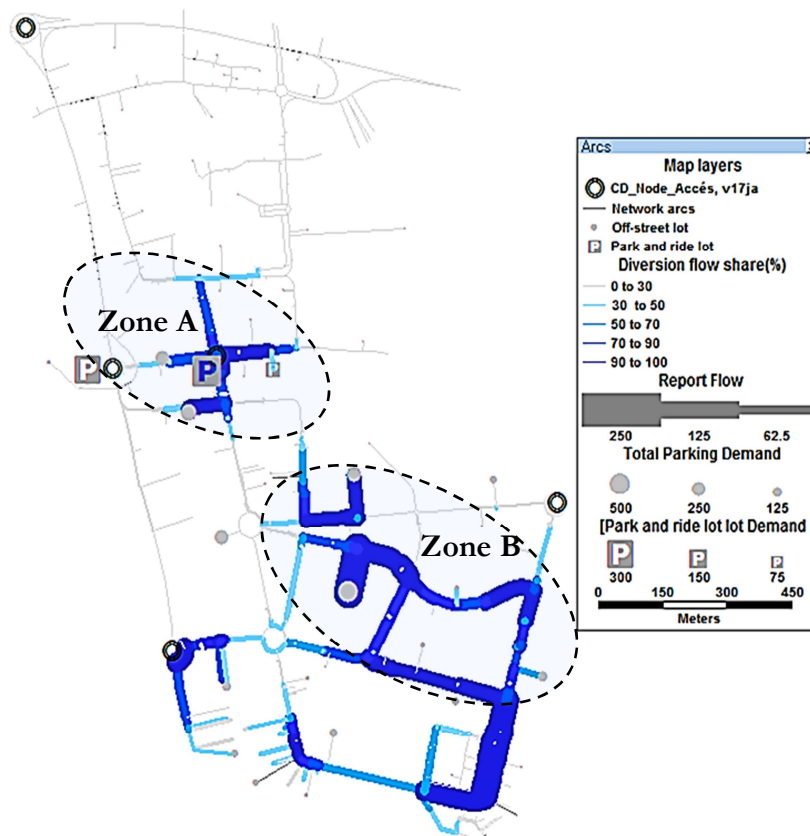 Arcs
Map layers
CD_Node_Accés, v17ja
Network arcs
Off-street lot
P Park and ride lot
Diversion flow share(%)
0 to 30
30 to 50
50 to 70
70 to 90
90 to 100
Report Flow
250 125 62.5
Total Parking Demand
500 250 125
[Park and ride lot lot Demand
P P P
300 150 75
0 150 300 450
Meters
Zone A
P P P
Zone B